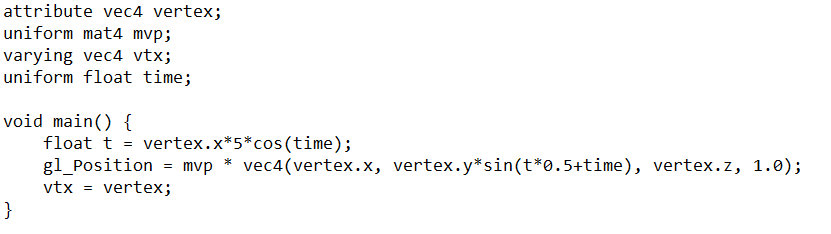 attribute vec4 vertex;
uniform mat4 mvp;
varying vec4 vtx;
uniform float time;

void main() {
    float t = vertex.x*5*cos(time);
    gl_Position = mvp * vec4(vertex.x, vertex.y*sin(t*0.5+time), vertex.z, 1.0);
    vtx = vertex;
}